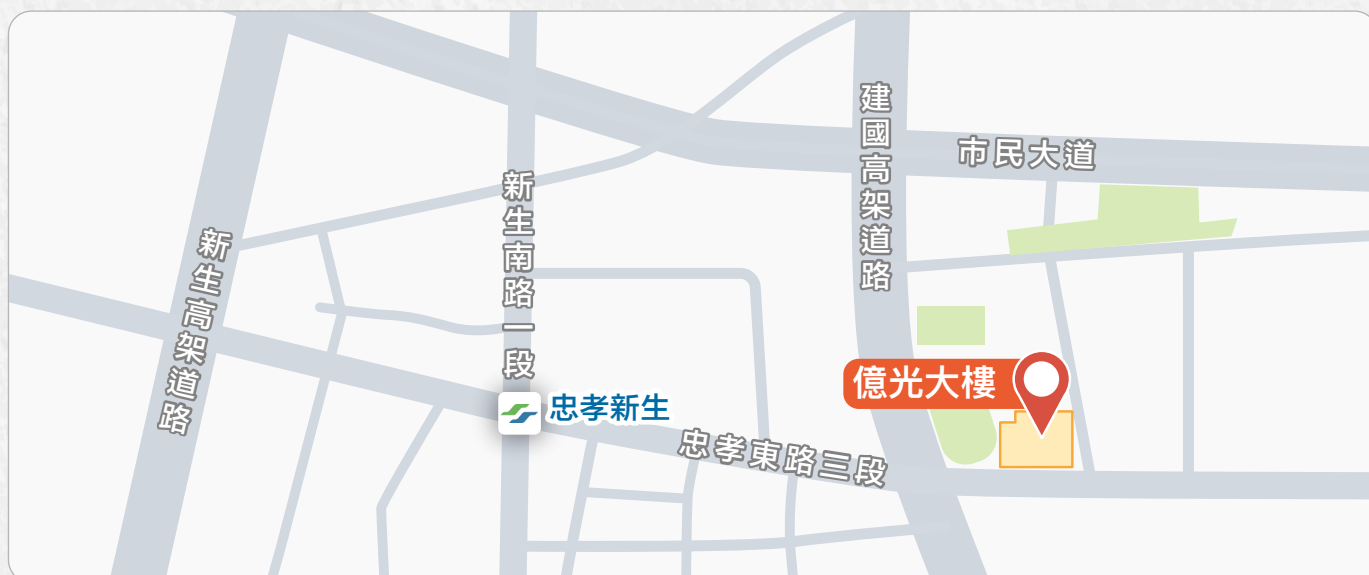 建國高架道路
市民大道
新生南路一段
新生高架道路
億光大樓
忠孝新生
忠孝東路三段